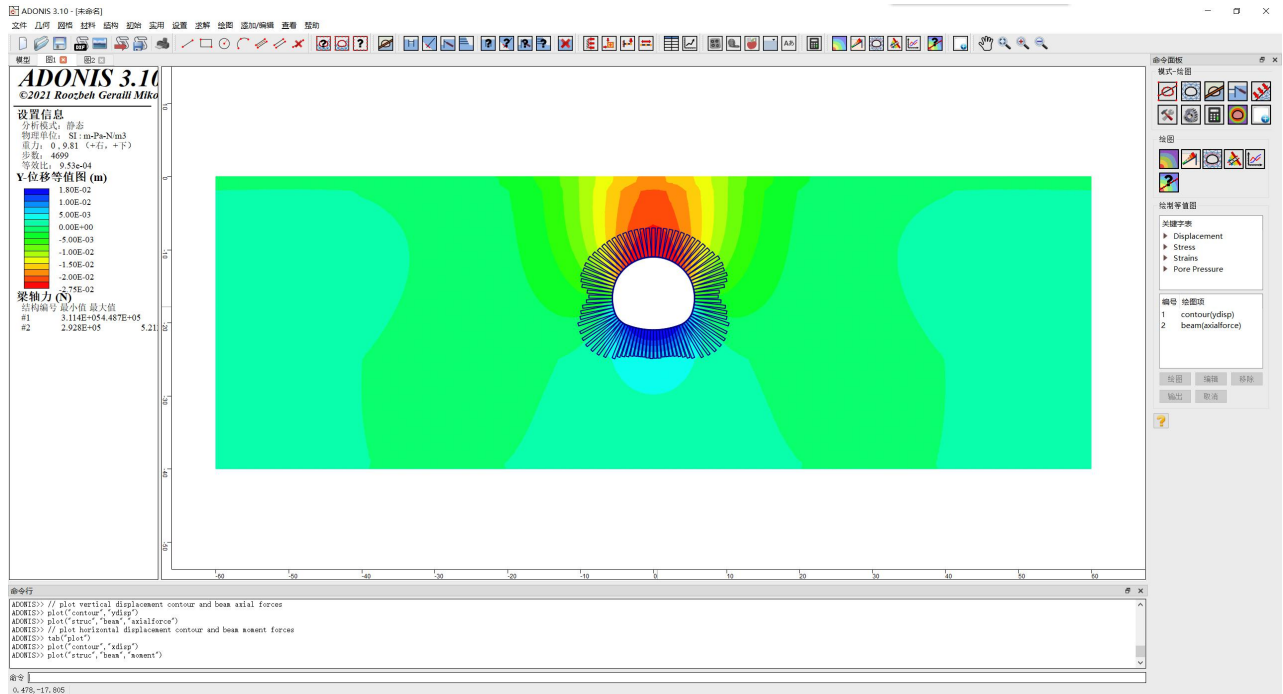 ADONIS 3.10 - [未命名]
文件 几何 网格 材料 结构 初始 实用 设置 求解 绘图 添加/编辑 查看 帮助
模型 图1 图2
ADONIS 3.10
©2021 Roozbeh Geraili Miko
设置信息
分析模式: 静态
物理单位: SI : m-Pa-N/m3
重力: 0 , 9.81 (+右, +下)
步数: 4699
等效比: 9.53e-04
Y-位移等值图 (m)
1.80E-02
1.00E-02
5.00E-03
0.00E+00
-5.00E-03
-1.00E-02
-1.50E-02
-2.00E-02
-2.75E-02
梁轴力 (N)
结构编号 最小值 最大值
#1 3.114E+054.487E+05
#2 2.928E+05 5.21
10
0
-10
-20
-30
-40
-50
-60 -50 -40 -30 -20 -10 0 10 20 30 40 50 60
命令面板
模式-绘图
绘图
绘制等值图
关键字表
Displacement
Stress
Strains
Pore Pressure
编号 绘图项
1 contour(ydisp)
2 beam(axialforce)
绘图 编辑 移除
输出 取消
命令行
ADONIS>> // plot vertical displacement contour and beam axial forces
ADONIS>> plot("contour","ydisp")
ADONIS>> plot("struc","beam","axialforce")
ADONIS>> // plot horizontal displacement contour and beam moment forces
ADONIS>> tab("plot")
ADONIS>> plot("contour","xdisp")
ADONIS>> plot("struc","beam","moment")
命令
0.478,-17.805